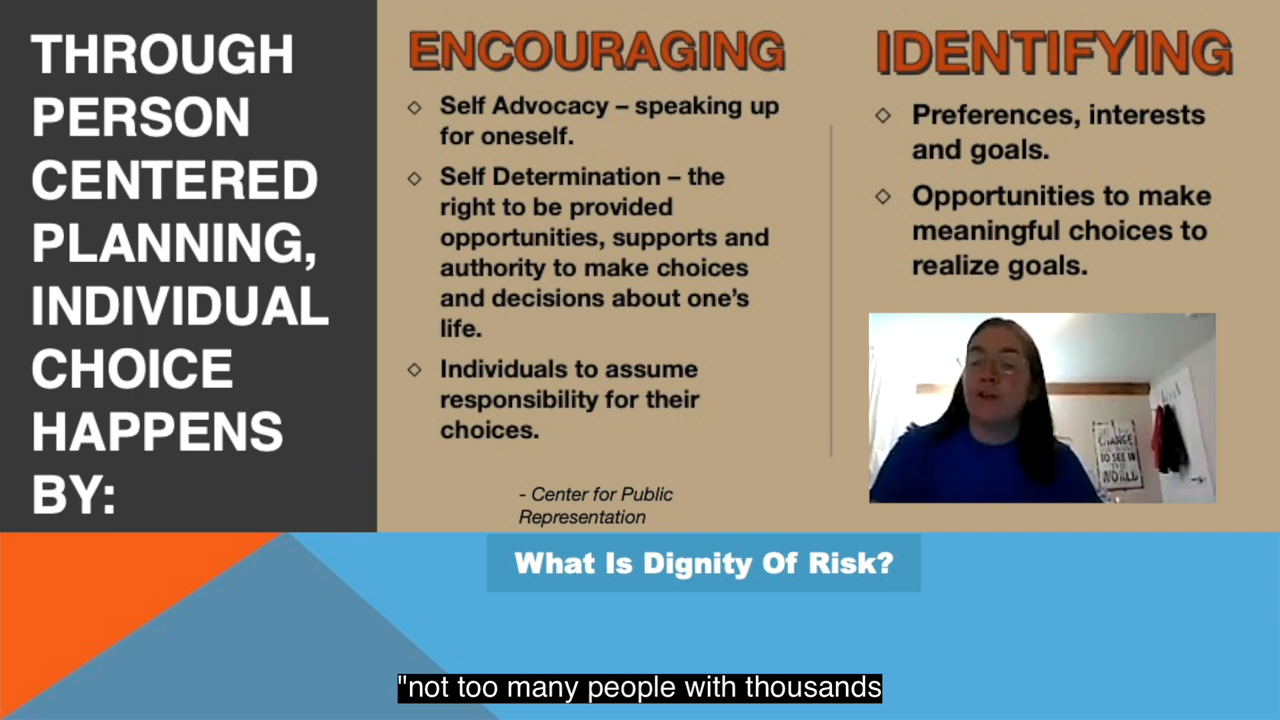 THROUGH
PERSON
CENTERED
PLANNING,
INDIVIDUAL
CHOICE
HAPPENS
BY:
ENCOURAGING
◇ Self Advocacy – speaking up
for oneself.
◇ Self Determination – the
right to be provided
opportunities, supports and
authority to make choices
and decisions about one’s
life.
◇ Individuals to assume
responsibility for their
choices.
- Center for Public
Representation
IDENTIFYING
◇ Preferences, interests
and goals.
◇ Opportunities to make
meaningful choices to
realize goals.
CHANGE
TO SEE IN
THE
WORLD
What Is Dignity Of Risk?
"not too many people with thousands